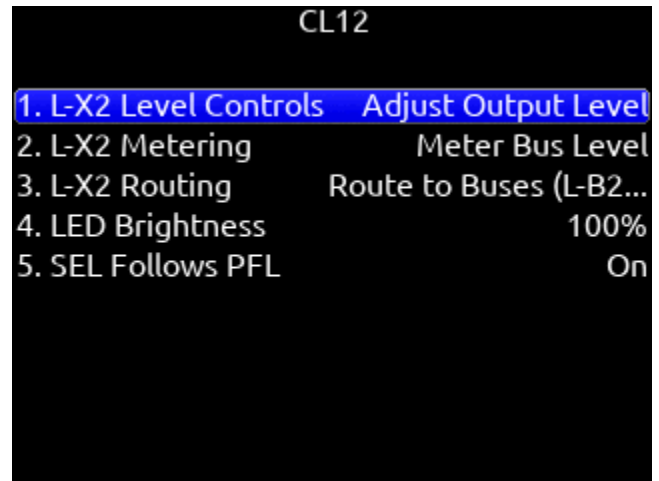 CL12
1. L-X2 Level Controls Adjust Output Level
2. L-X2 Metering Meter Bus Level
3. L-X2 Routing Route to Buses (L-B2...
4. LED Brightness 100%
5. SEL Follows PFL On